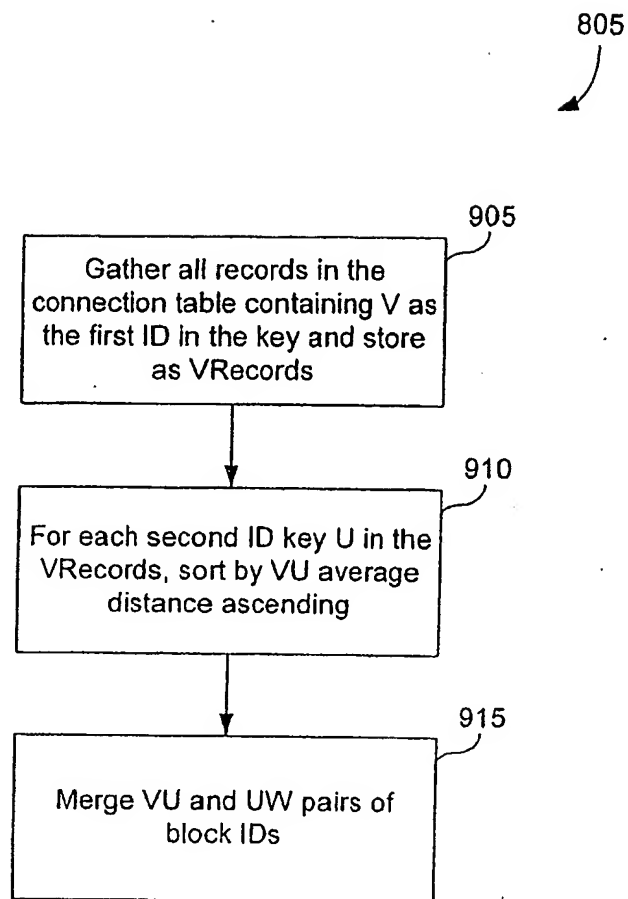 805
905
Gather all records in the
connection table containing V as
the first ID in the key and store
as VRecords
910
For each second ID key U in the
VRecords, sort by VU average
distance ascending
915
Merge VU and UW pairs of
block IDs